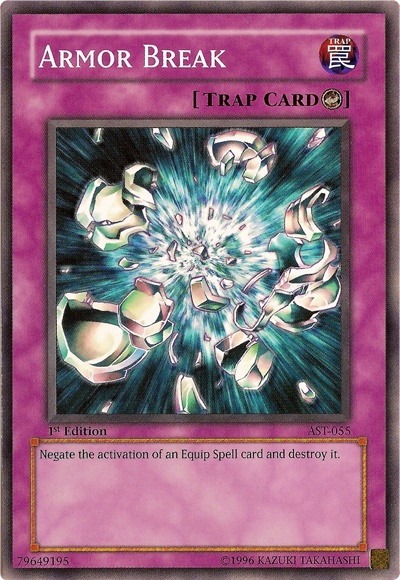 ARMOR BREAK
TRAP
罠
[TRAP CARD]
1st Edition
AST-055
Negate the activation of an Equip Spell card and destroy it.
79649195
©1996 KAZUKI TAKAHASHI